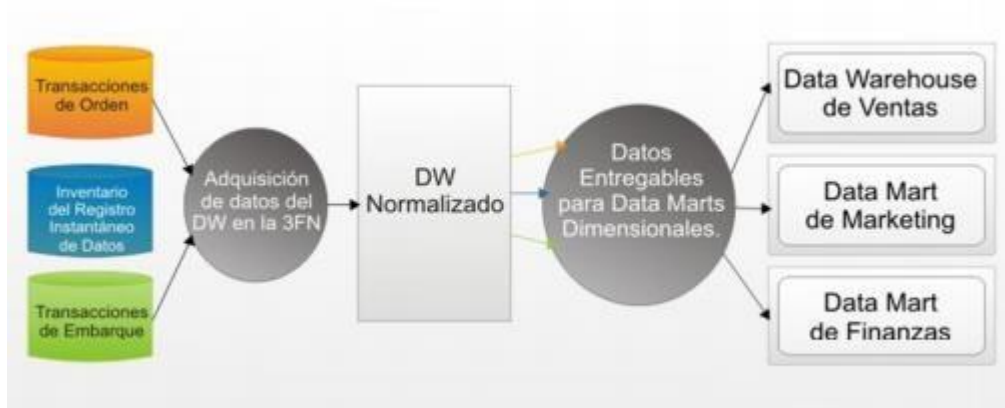 Transacciones
de Orden
Inventario
del Registro
Instantáneo
de Datos
Transacciones
de Embarque
Adquisición
de datos del
DW en la 3FN
DW
Normalizado
Datos
Entregables
para Data Marts
Dimensionales.
Data Warehouse
de Ventas
Data Mart
de Marketing
Data Mart
de Finanzas